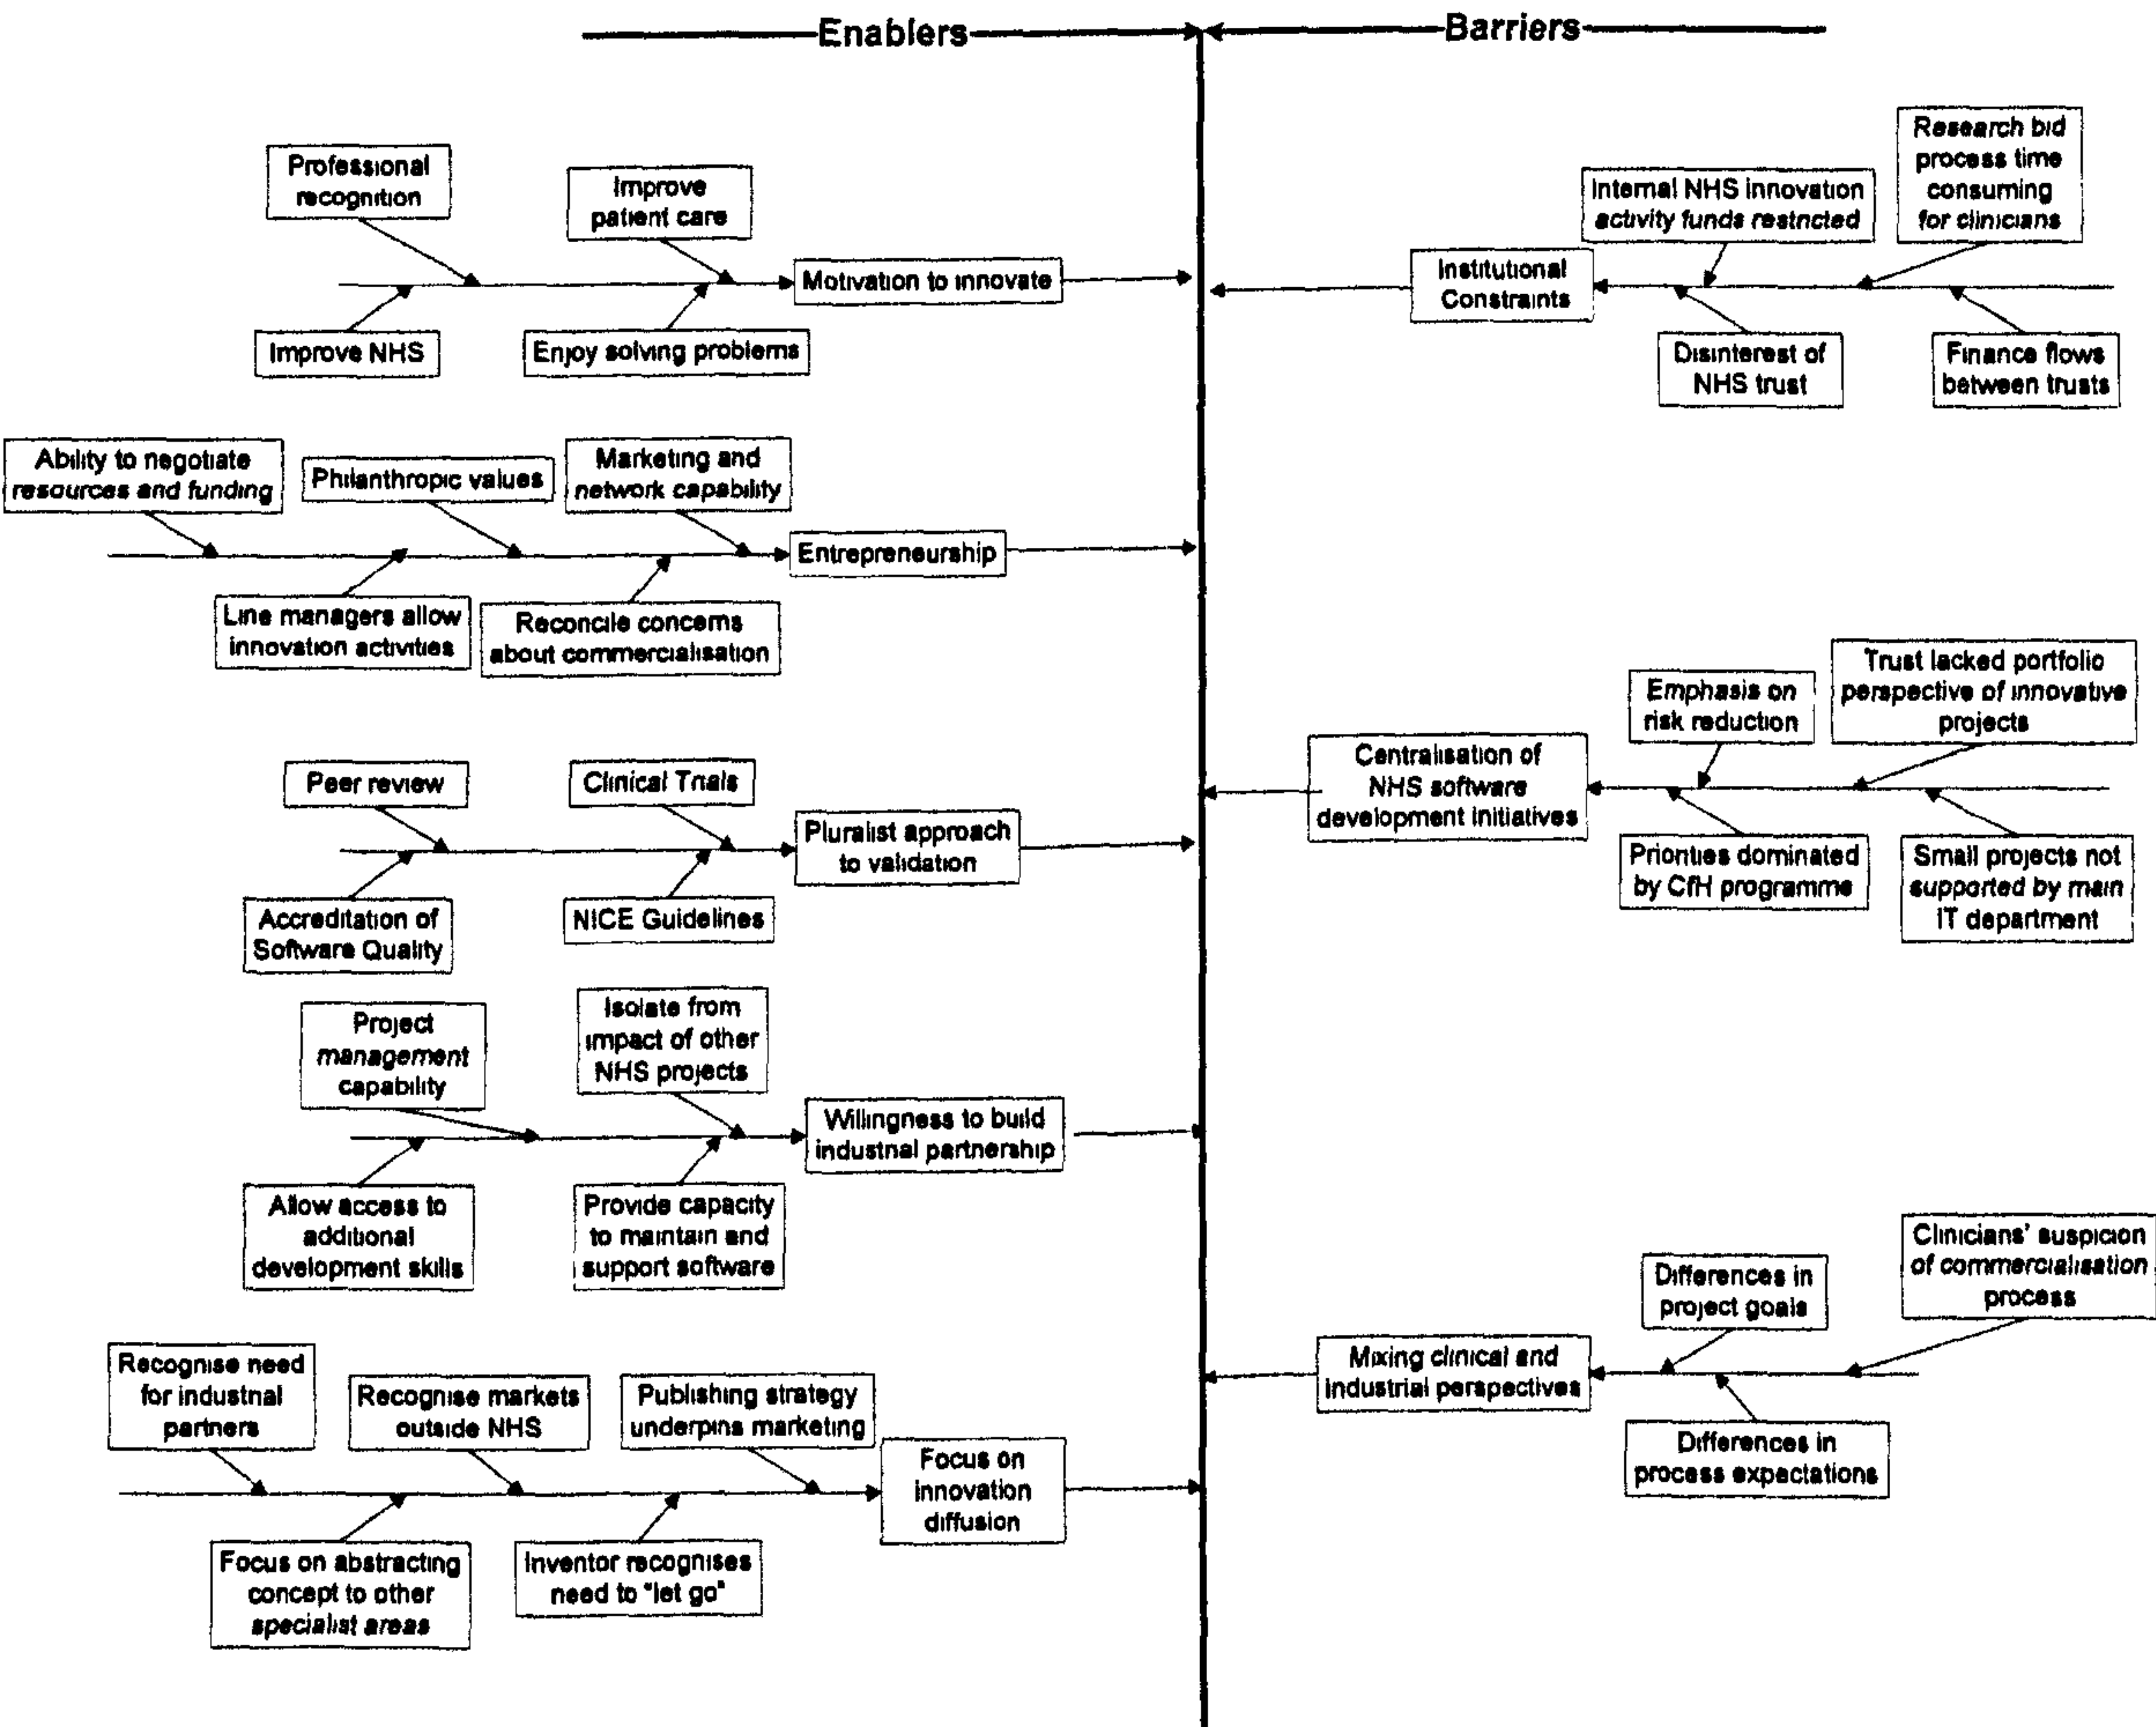 Enablers
Barriers
Professional
recognition
Improve
patient care
Motivation to innovate
Improve NHS
Enjoy solving problems
Research bid
process time
consuming
for clinicians
Internal NHS innovation
activity funds restricted
Institutional
Constraints
Disinterest of
NHS trust
Finance flows
between trusts
Ability to negotiate
resources and funding
Philanthropic values
Marketing and
network capability
Entrepreneurship
Line managers allow
innovation activities
Reconcile concerns
about commercialisation
Emphasis on
risk reduction
Trust lacked portfolio
perspective of innovative
projects
Centralisation of
NHS software
development initiatives
Priorities dominated
by CfH programme
Small projects not
supported by main
IT department
Peer review
Clinical Trials
Pluralist approach
to validation
Accreditation of
Software Quality
NICE Guidelines
Project
management
capability
Isolate from
impact of other
NHS projects
Willingness to build
industrial partnership
Allow access to
additional
development skills
Provide capacity
to maintain and
support software
Differences in
project goals
Clinicians' suspicion
of commercialisation
process
Mixing clinical and
industrial perspectives
Differences in
process expectations
Recognise need
for industrial
partners
Recognise markets
outside NHS
Publishing strategy
underpins marketing
Focus on
innovation
diffusion
Focus on abstracting
concept to other
specialist areas
Inventor recognises
need to "let go"